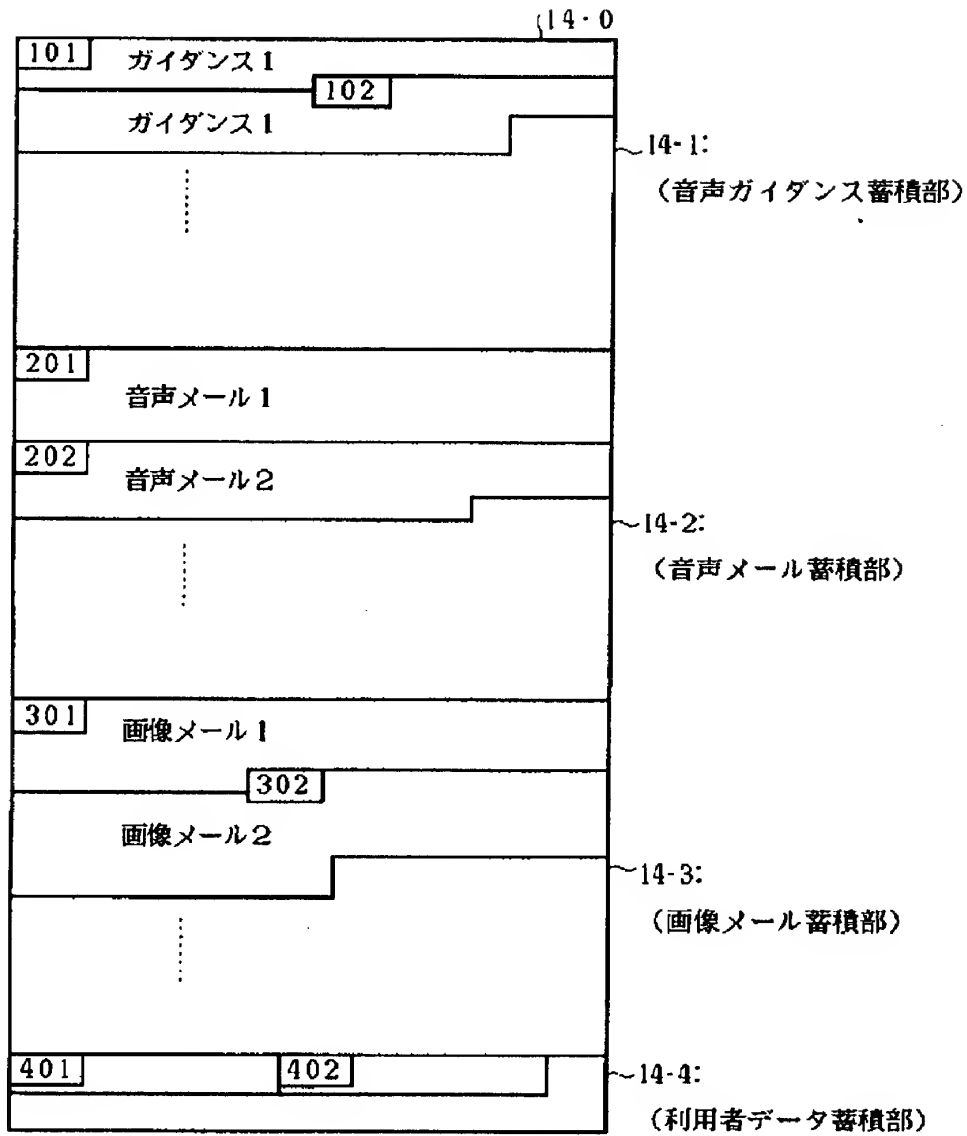 14-0
101 ガイダンス1
102
ガイダンス1
14-1:
(音声ガイダンス蓄積部)
201
音声メール1
202
音声メール2
14-2:
(音声メール蓄積部)
301
画像メール1
302
画像メール2
14-3:
(画像メール蓄積部)
401 402
14-4:
(利用者データ蓄積部)